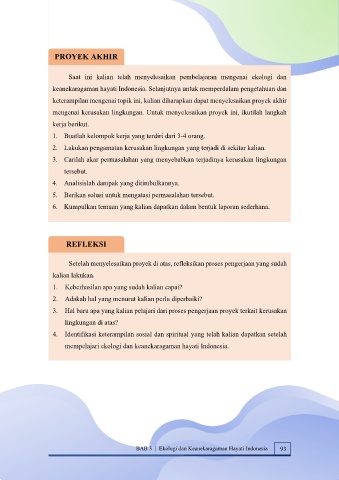 PROYEK AKHIR
Saat ini kalian telah menyelesaikan pembelajaran mengenai ekologi dan
keanekaragaman hayati Indonesia. Selanjutnya untuk memperdalam pengetahuan dan
keterampilan mengenai topik ini, kalian diharapkan dapat menyelesaikan proyek akhir
mengenai kerusakan lingkungan. Untuk menyelesaikan proyek ini, ikutilah langkah
kerja berikut.
1. Buatlah kelompok kerja yang terdiri dari 3-4 orang.
2. Lakukan pengamatan kerusakan lingkungan yang terjadi di sekitar kalian.
3. Carilah akar permasalahan yang menyebabkan terjadinya kerusakan lingkungan
tersebut.
4. Analisislah dampak yang ditimbulkannya.
5. Berikan solusi untuk mengatasi permasalahan tersebut.
6. Kumpulkan temuan yang kalian dapatkan dalam bentuk laporan sederhana.
REFLEKSI
Setelah menyelesaikan proyek di atas, refleksikan proses pengerjaan yang sudah
kalian lakukan.
1. Keberhasilan apa yang sudah kalian capai?
2. Adakah hal yang menurut kalian perlu diperbaiki?
3. Hal baru apa yang kalian pelajari dari proses pengerjaan proyek terkait kerusakan
lingkungan di atas?
4. Identifikasi keterampilan sosial dan spiritual yang telah kalian dapatkan setelah
mempelajari ekologi dan keanekaragaman hayati Indonesia.
BAB 3 | Ekologi dan Keanekaragaman Hayati Indonesia 93